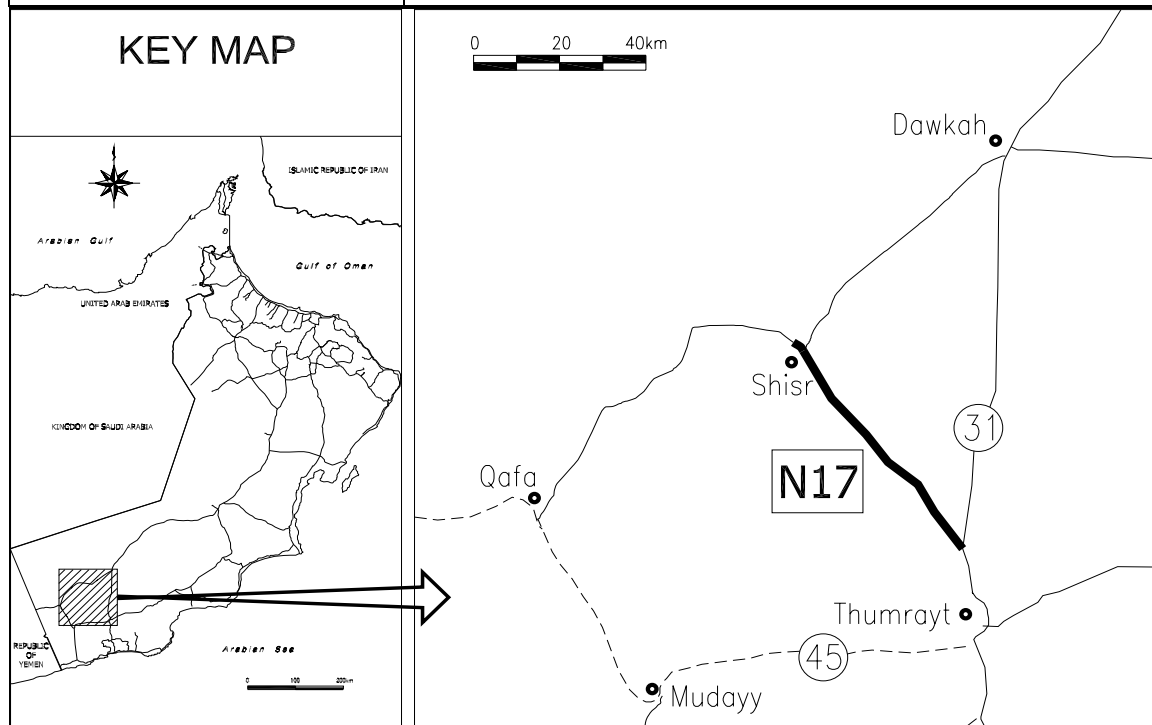 KEY MAP
ISLAMIC REPUBLIC OF IRAN
Arabian Gulf
Gulf of Oman
UNITED ARAB EMIRATES
KINGDOM OF SAUDI ARABIA
REPUBLIC
OF
YEMEN
Arabian Sea
0 100 200km
0 20 40km
Dawkah
Shisr
31
N17
Qafa
Thumrayt
45
Mudayy